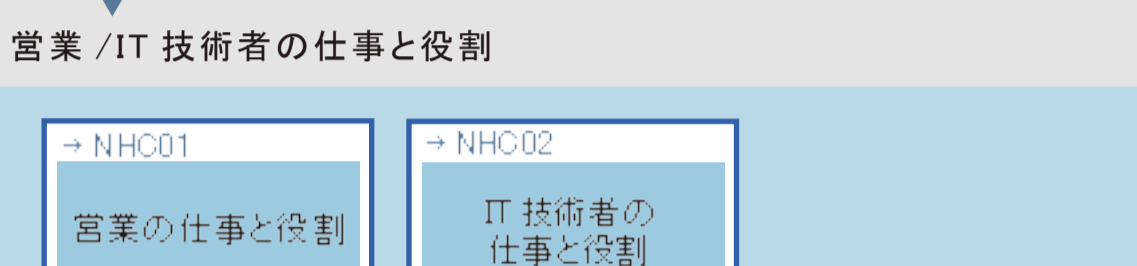 営業 /IT 技術者の仕事と役割
→ NHC01
営業の仕事と役割
→ NHC02
IT 技術者の
仕事と役割